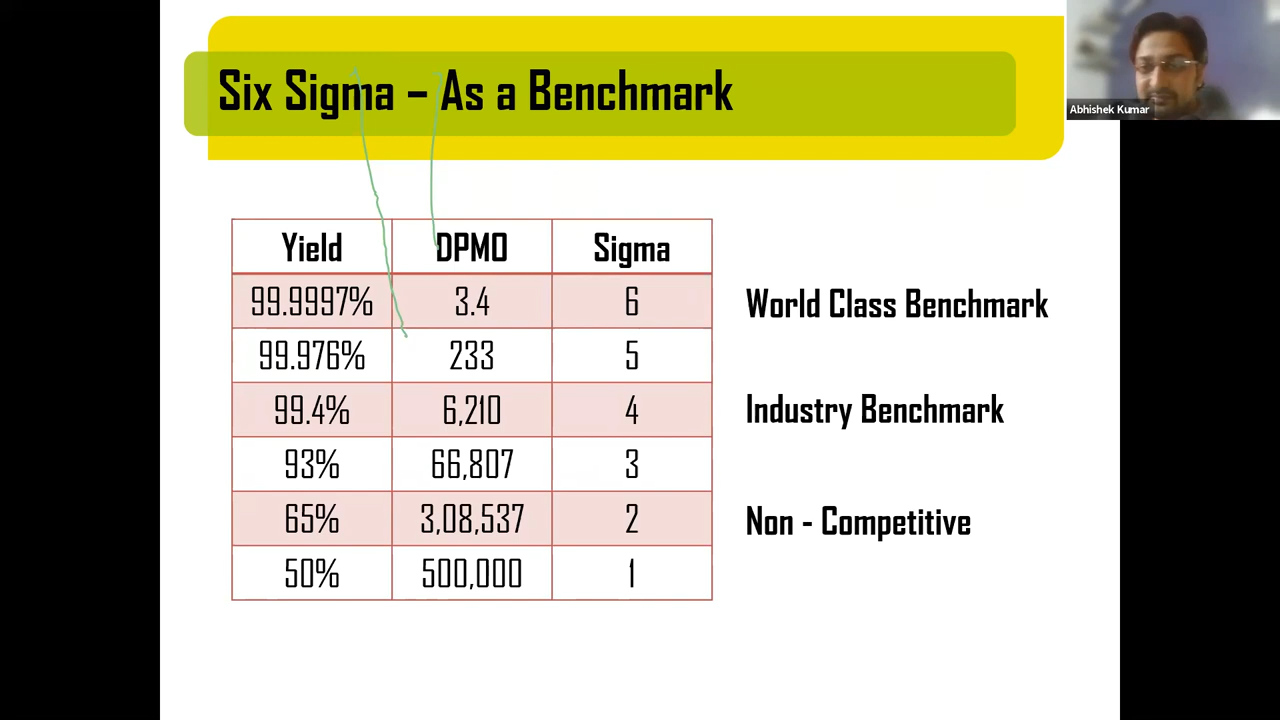 Six Sigma – As a Benchmark
Abhishek Kumar
Yield DPMO Sigma
99.9997% 3.4 6 World Class Benchmark
99.976% 233 5
99.4% 6,210 4 Industry Benchmark
93% 66,807 3
65% 3,08,537 2 Non - Competitive
50% 500,000 1